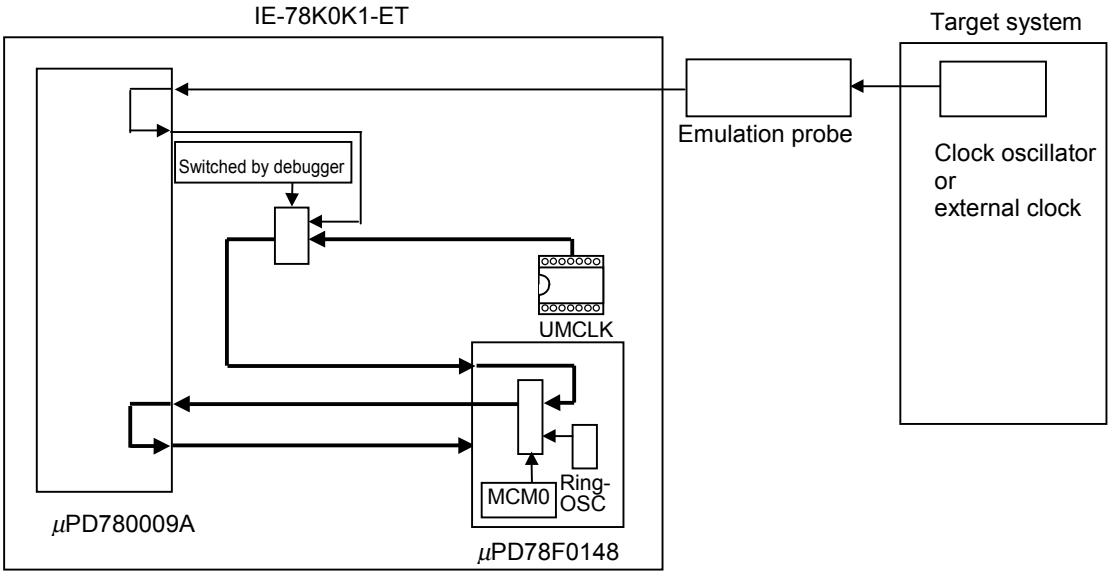 IE-78K0K1-ET
Target system
Emulation probe
Switched by debugger
Clock oscillator
or
external clock
UMCLK
MCM0
Ring-
OSC
μPD780009A
μPD78F0148